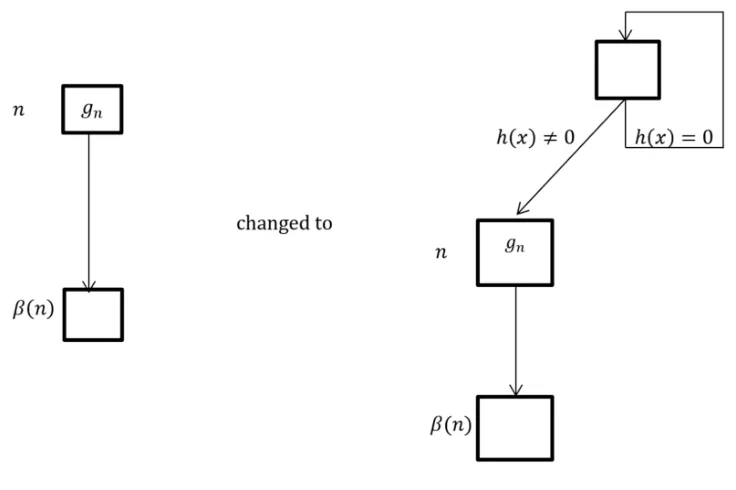 n
gₙ
β(n)
changed to
h(x) ≠ 0
h(x) = 0
n
gₙ
β(n)